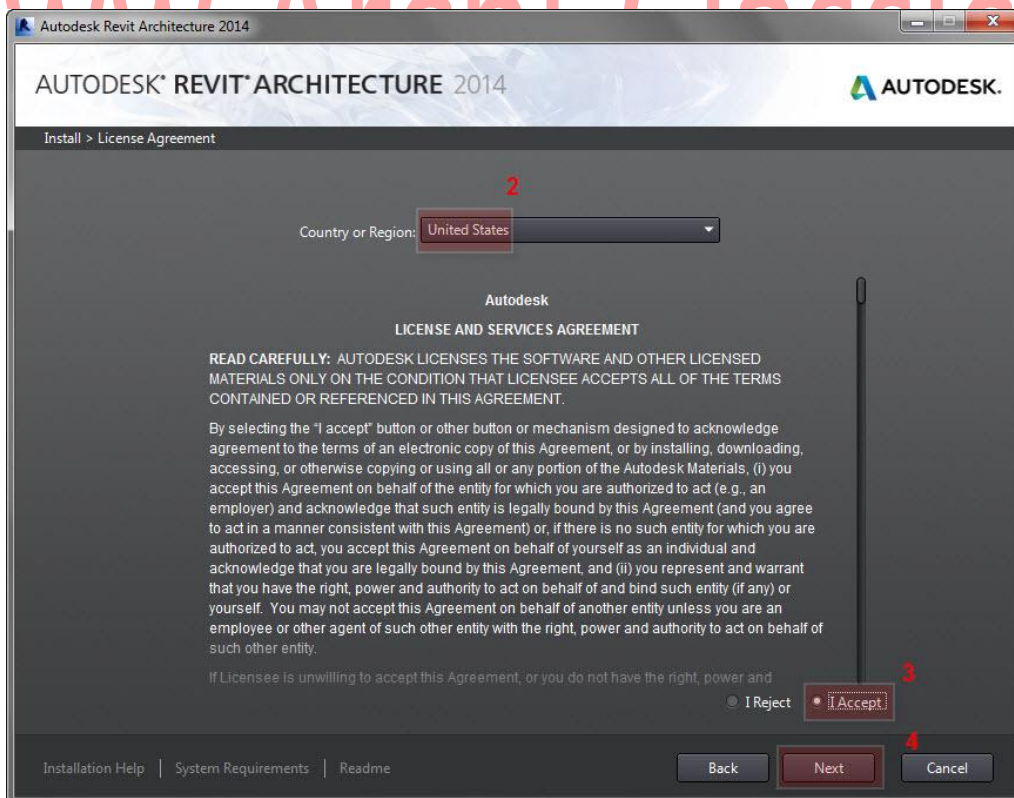 Autodesk Revit Architecture 2014
AUTODESK® REVIT® ARCHITECTURE 2014
AUTODESK.
Install > License Agreement
2
Country or Region: United States
Autodesk
LICENSE AND SERVICES AGREEMENT
READ CAREFULLY: AUTODESK LICENSES THE SOFTWARE AND OTHER LICENSED
MATERIALS ONLY ON THE CONDITION THAT LICENSEE ACCEPTS ALL OF THE TERMS
CONTAINED OR REFERENCED IN THIS AGREEMENT.
By selecting the “I accept” button or other button or mechanism designed to acknowledge
agreement to the terms of an electronic copy of this Agreement, or by installing, downloading,
accessing, or otherwise copying or using all or any portion of the Autodesk Materials, (i) you
accept this Agreement on behalf of the entity for which you are authorized to act (e.g., an
employer) and acknowledge that such entity is legally bound by this Agreement (and you agree
to act in a manner consistent with this Agreement) or, if there is no such entity for which you are
authorized to act, you accept this Agreement on behalf of yourself as an individual and
acknowledge that you are legally bound by this Agreement, and (ii) you represent and warrant
that you have the right, power and authority to act on behalf of and bind such entity (if any) or
yourself. You may not accept this Agreement on behalf of another entity unless you are an
employee or other agent of such other entity with the right, power and authority to act on behalf of
such other entity.
If Licensee is unwilling to accept this Agreement, or you do not have the right, power and
3
I Reject I Accept
4
Installation Help | System Requirements | Readme Back Next Cancel